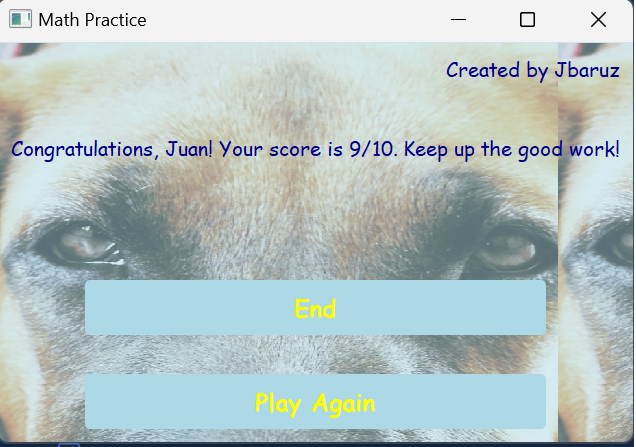 Math Practice
Created by Jbaruz
Congratulations, Juan! Your score is 9/10. Keep up the good work!
End
Play Again